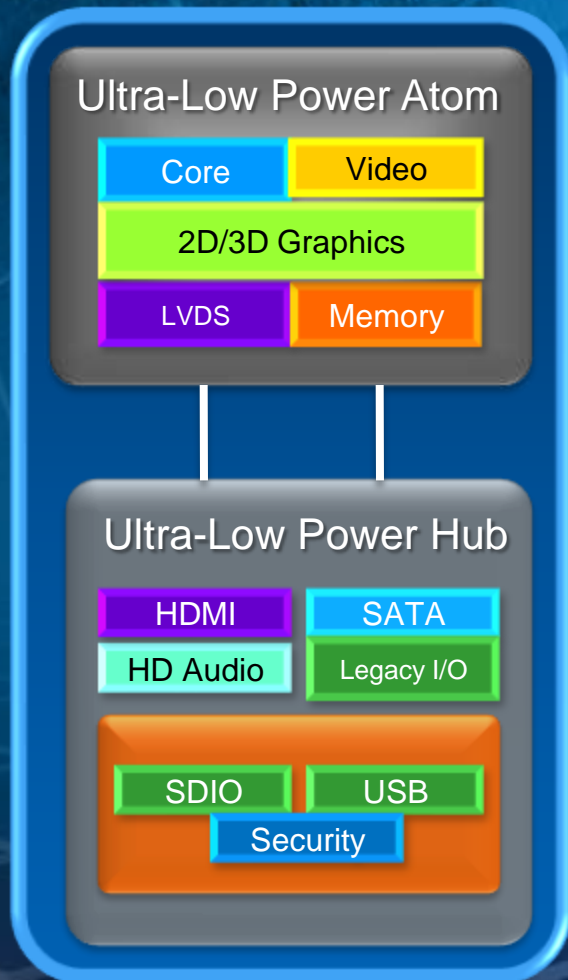 Ultra-Low Power Atom
Core Video
2D/3D Graphics
LVDS Memory
Ultra-Low Power Hub
HDMI SATA
HD Audio Legacy I/O
SDIO USB
Security